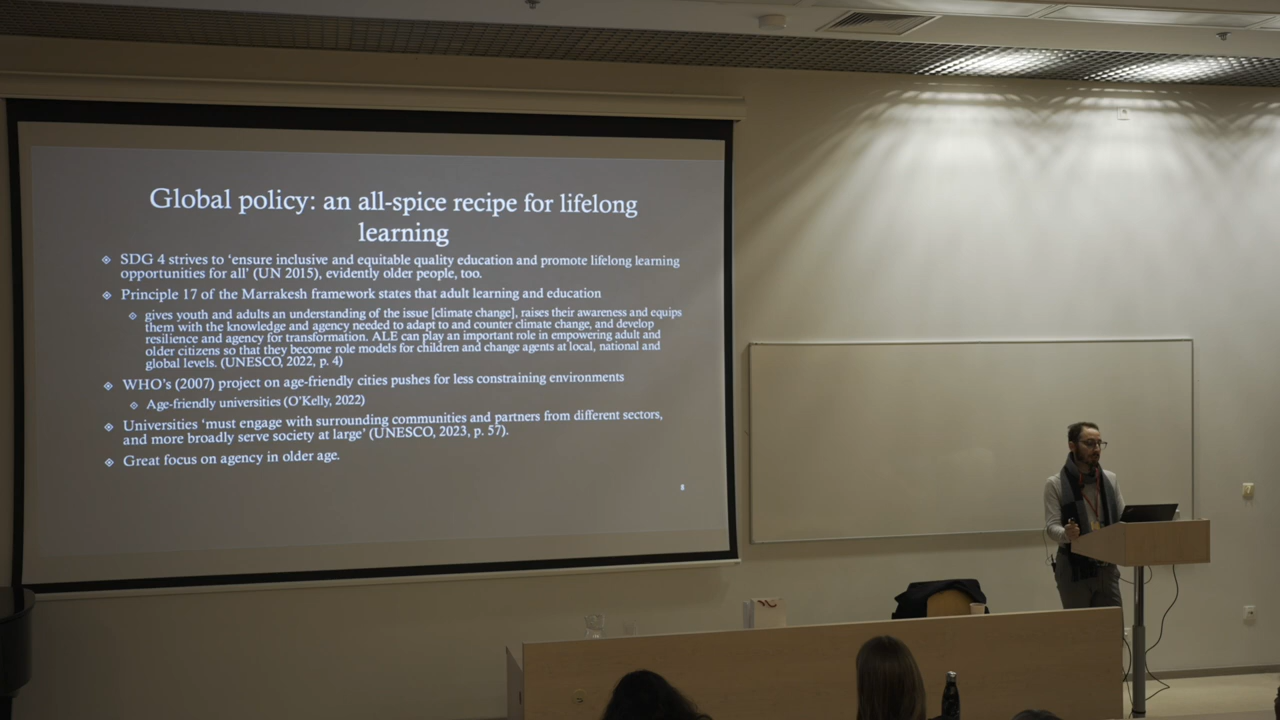 Global policy: an all-spice recipe for lifelong
learning
SDG 4 strives to ‘ensure inclusive and equitable quality education and promote lifelong learning
opportunities for all’ (UN 2015), evidently older people, too.
Principle 17 of the Marrakesh framework states that adult learning and education
gives youth and adults an understanding of the issue [climate change], raises their awareness and equips
them with the knowledge and agency needed to adapt to and counter climate change, and develop
resilience and agency for transformation. ALE can play an important role in empowering adult and
older citizens so that they become role models for children and change agents at local, national and
global levels. (UNESCO, 2022, p. 4)
WHO’s (2007) project on age-friendly cities pushes for less constraining environments
Age-friendly universities (O’Kelly, 2022)
Universities ‘must engage with surrounding communities and partners from different sectors,
and more broadly serve society at large’ (UNESCO, 2023, p. 57).
Great focus on agency in older age.